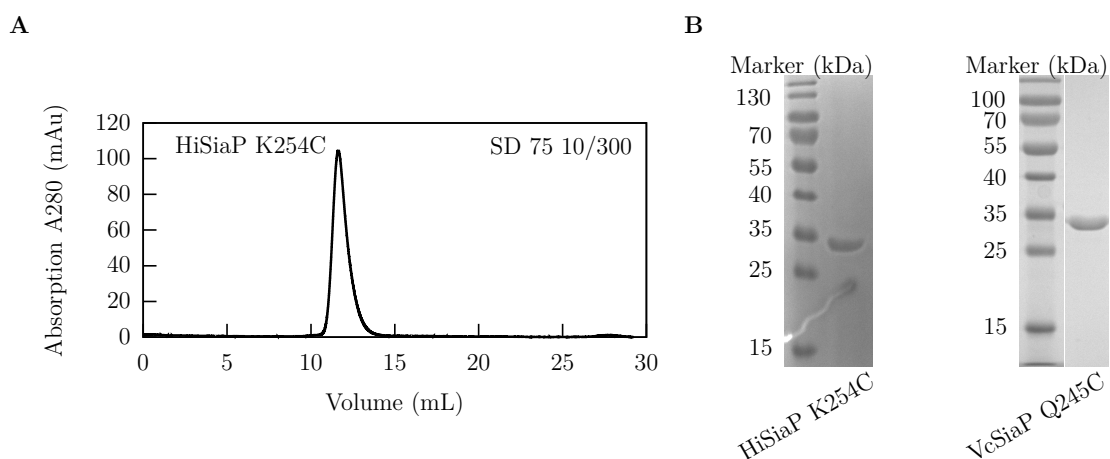 A
Absorption A280 (mAu)
120
100
80
60
40
20
0
HiSiaP K254C
SD 75 10/300
0 5 10 15 20 25 30
Volume (mL)
B
Marker (kDa)
130
70
55
40
35
25
15
HiSiaP K254C
Marker (kDa)
100
70
55
40
35
25
15
VcSiaP Q245C